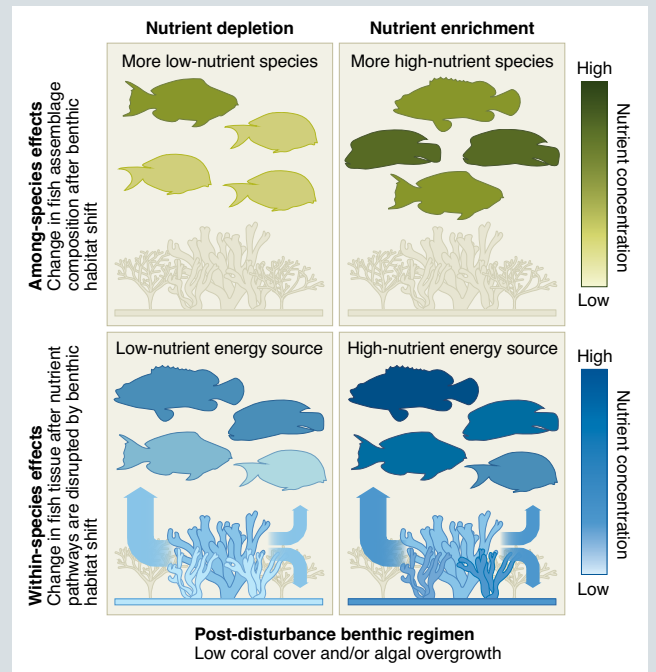 Nutrient depletion
Nutrient enrichment
Among-species effects
Change in fish assemblage
composition after benthic
habitat shift
More low-nutrient species
More high-nutrient species
High
Nutrient concentration
Low
Within-species effects
Change in fish tissue after nutrient
pathways are disrupted by benthic
habitat shift
Low-nutrient energy source
High-nutrient energy source
High
Nutrient concentration
Low
Post-disturbance benthic regimen
Low coral cover and/or algal overgrowth